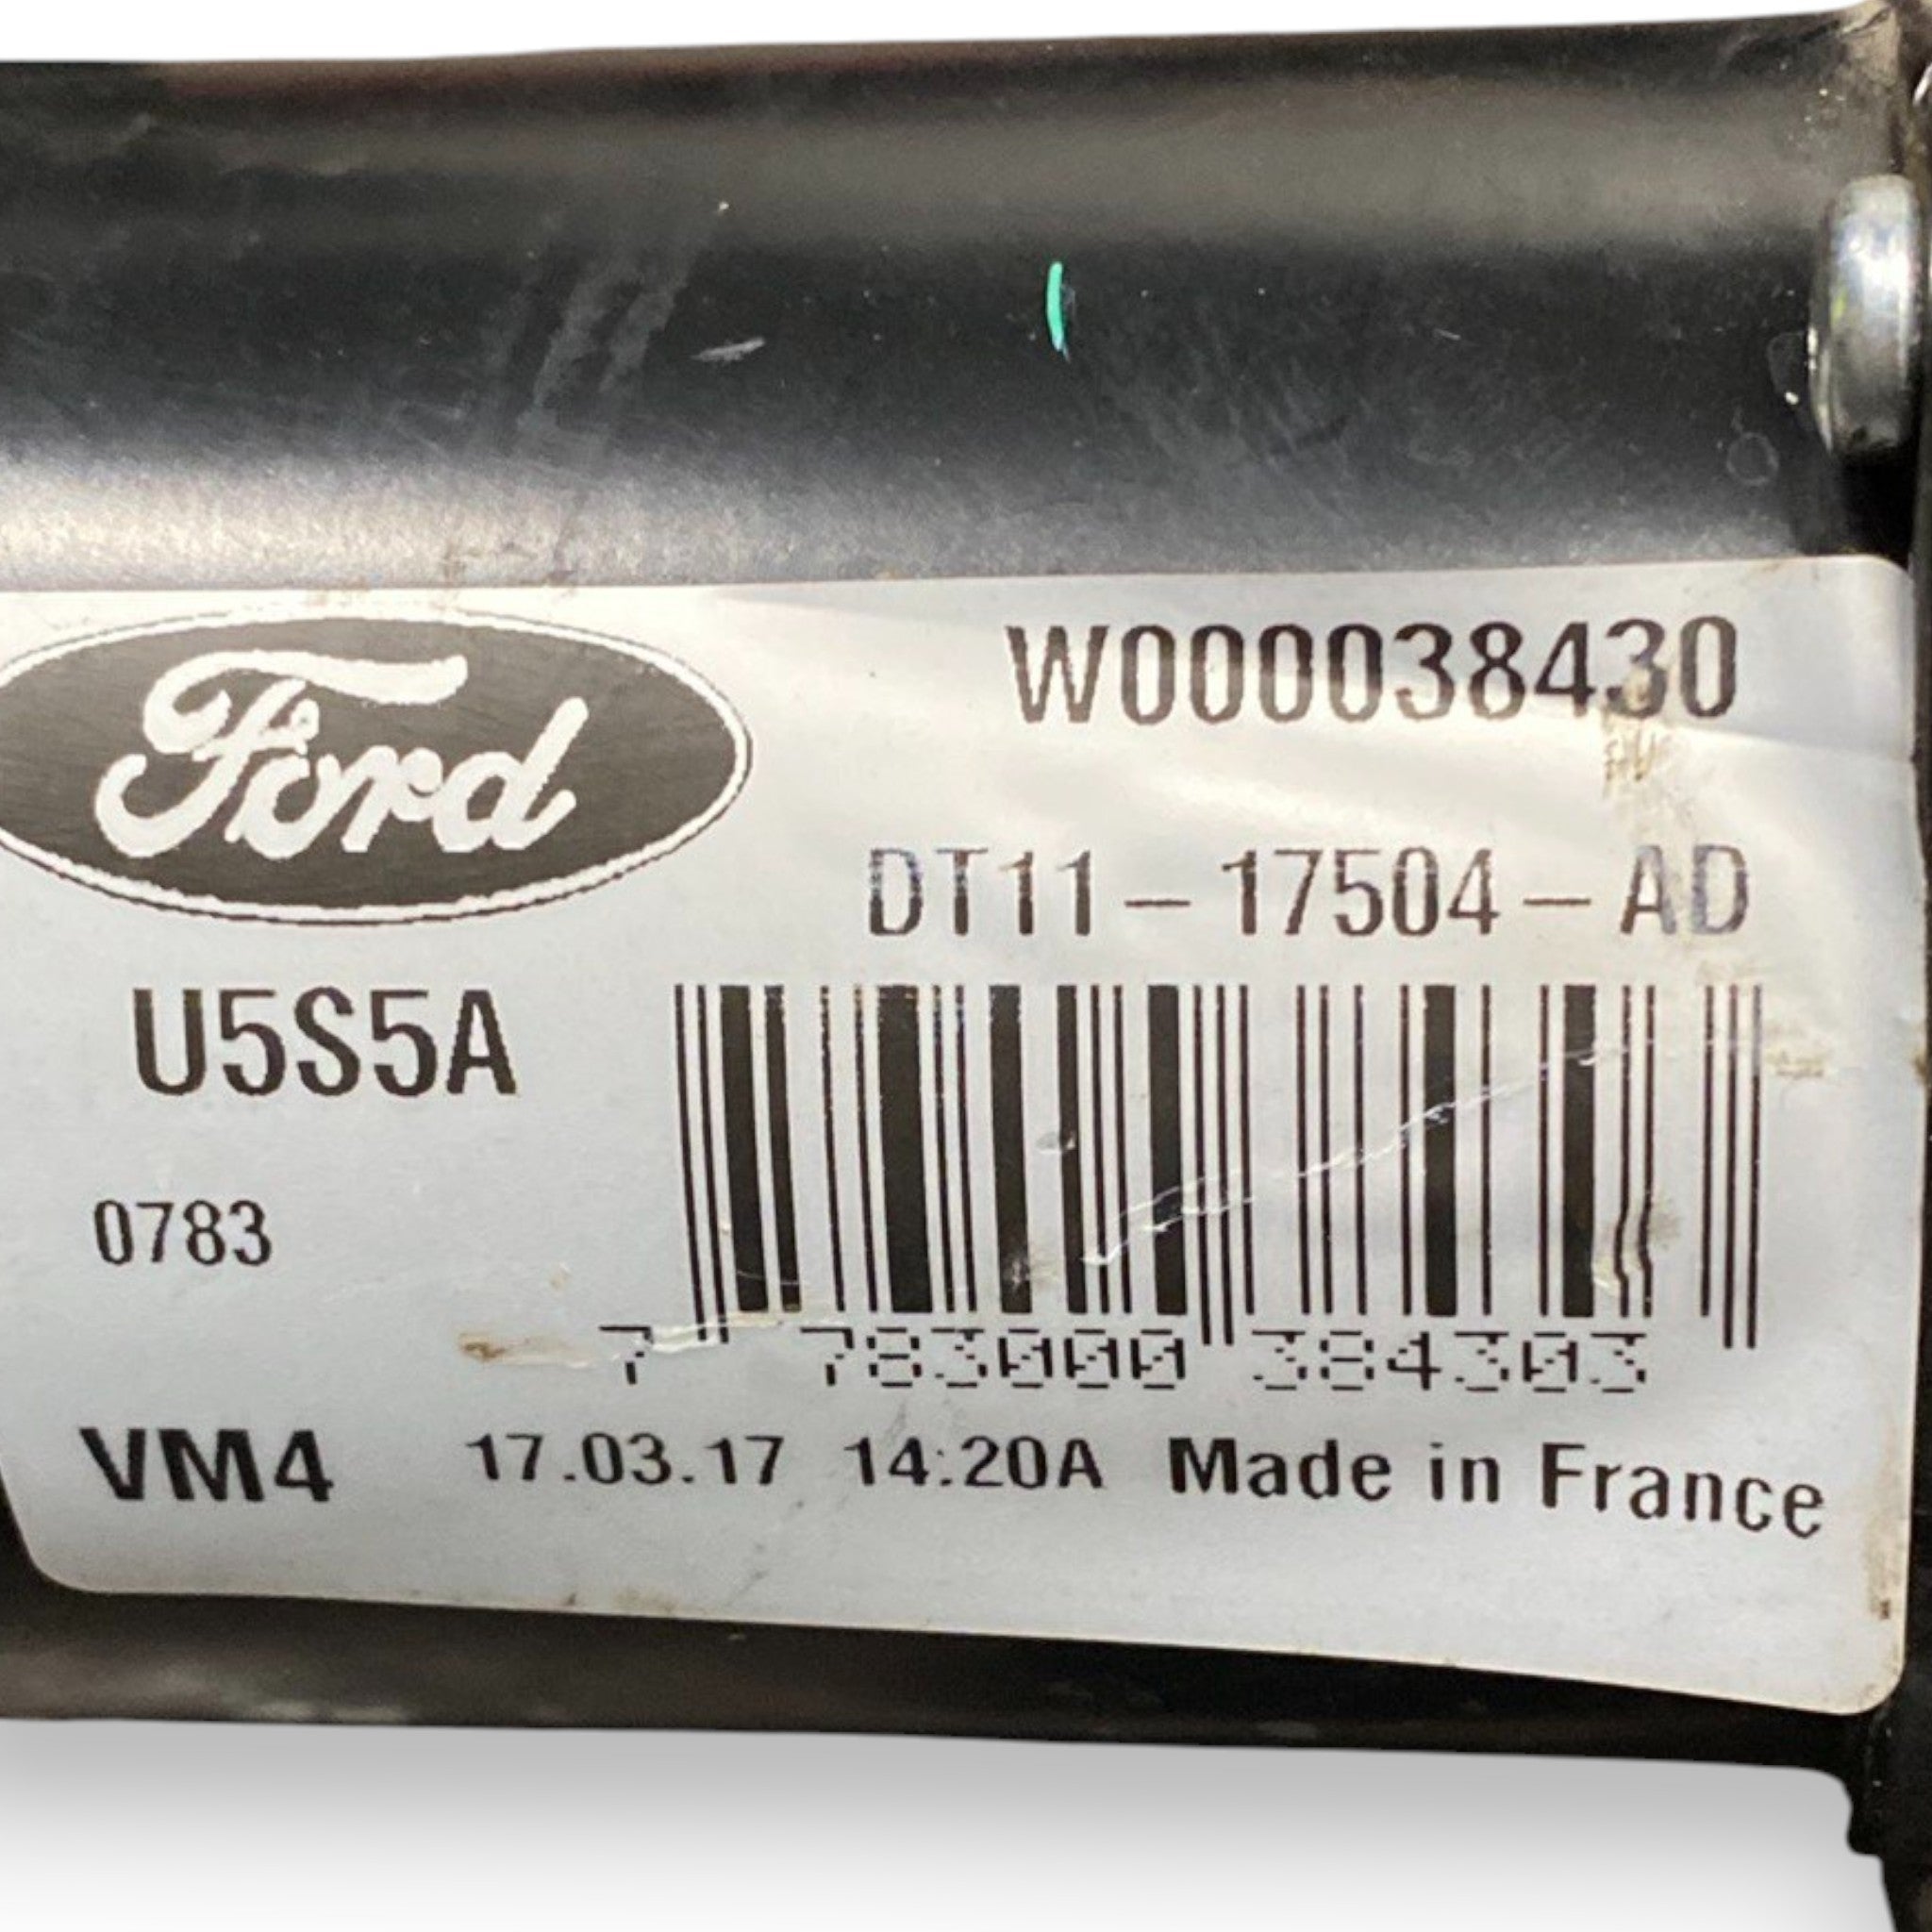 Ford
W000038430
DT11-17504-AD
U5S5A
0783
7 783000 384303
VM4 17.03.17 14:20A Made in France